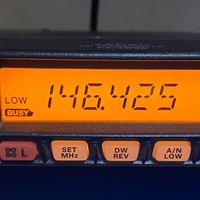 LOW 146.425
BUSY
L
SET MHz
DW REV
A/N LOW